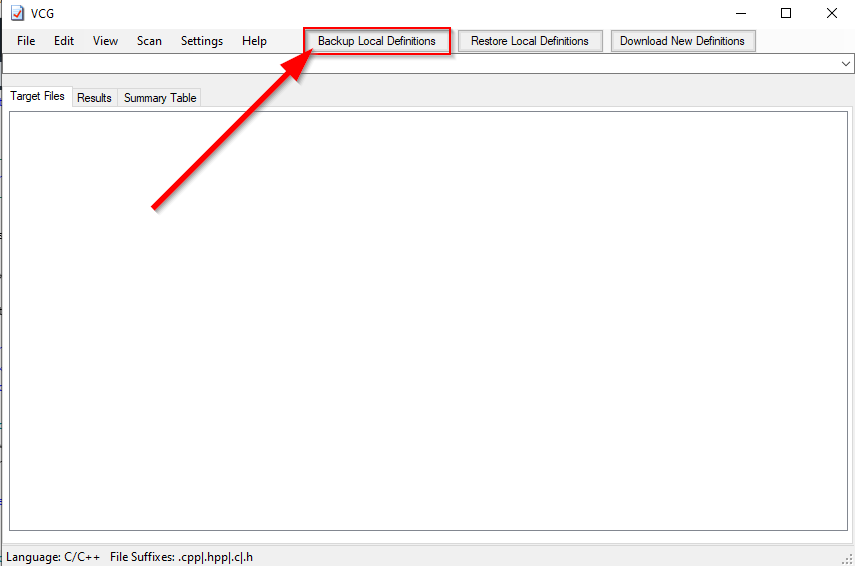 VCG
File Edit View Scan Settings Help Backup Local Definitions Restore Local Definitions Download New Definitions
Target Files Results Summary Table
Language: C/C++ File Suffixes: .cpp|.hpp|.c|.h